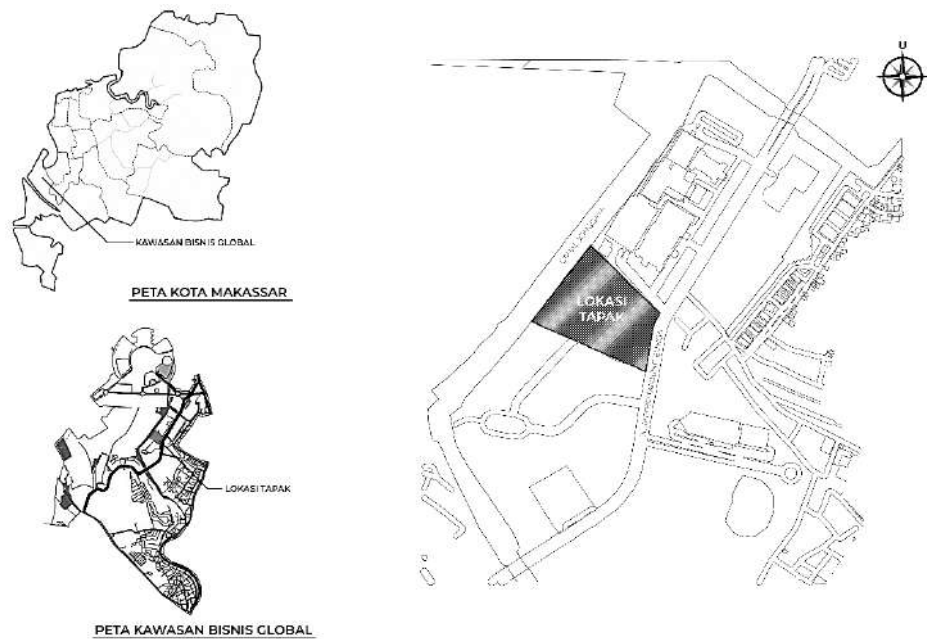 KAWASAN BISNIS GLOBAL
PETA KOTA MAKASSAR
LOKASI TAPAK
PETA KAWASAN BISNIS GLOBAL
U
LOKASI
TAPAK